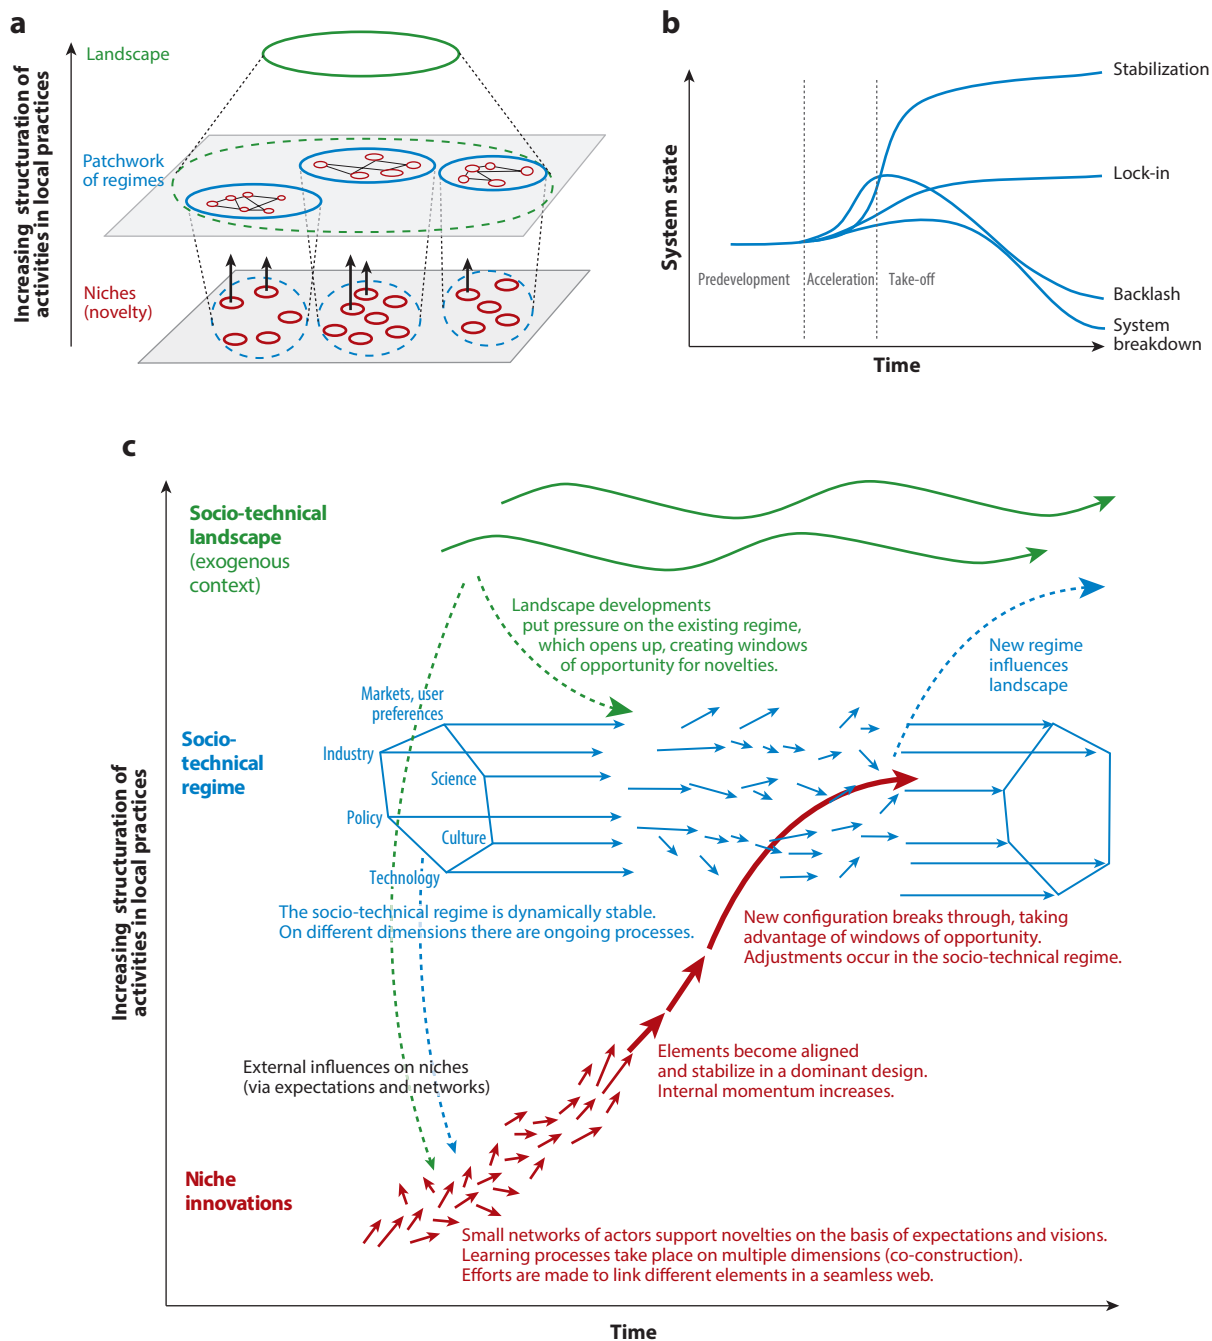 a
Increasing structuration of
activities in local practices
Landscape
Patchwork
of regimes
Niches
(novelty)
b
System state
Predevelopment
Acceleration
Take-off
Stabilization
Lock-in
Backlash
System
breakdown
Time
c
Increasing structuration of
activities in local practices
Socio-technical
landscape
(exogenous
context)
Landscape developments
put pressure on the existing regime,
which opens up, creating windows
of opportunity for novelties.
New regime
influences
landscape
Socio-
technical
regime
Markets, user
preferences
Industry
Science
Policy
Culture
Technology
The socio-technical regime is dynamically stable.
On different dimensions there are ongoing processes.
New configuration breaks through, taking
advantage of windows of opportunity.
Adjustments occur in the socio-technical regime.
External influences on niches
(via expectations and networks)
Elements become aligned
and stabilize in a dominant design.
Internal momentum increases.
Niche
innovations
Small networks of actors support novelties on the basis of expectations and visions.
Learning processes take place on multiple dimensions (co-construction).
Efforts are made to link different elements in a seamless web.
Time